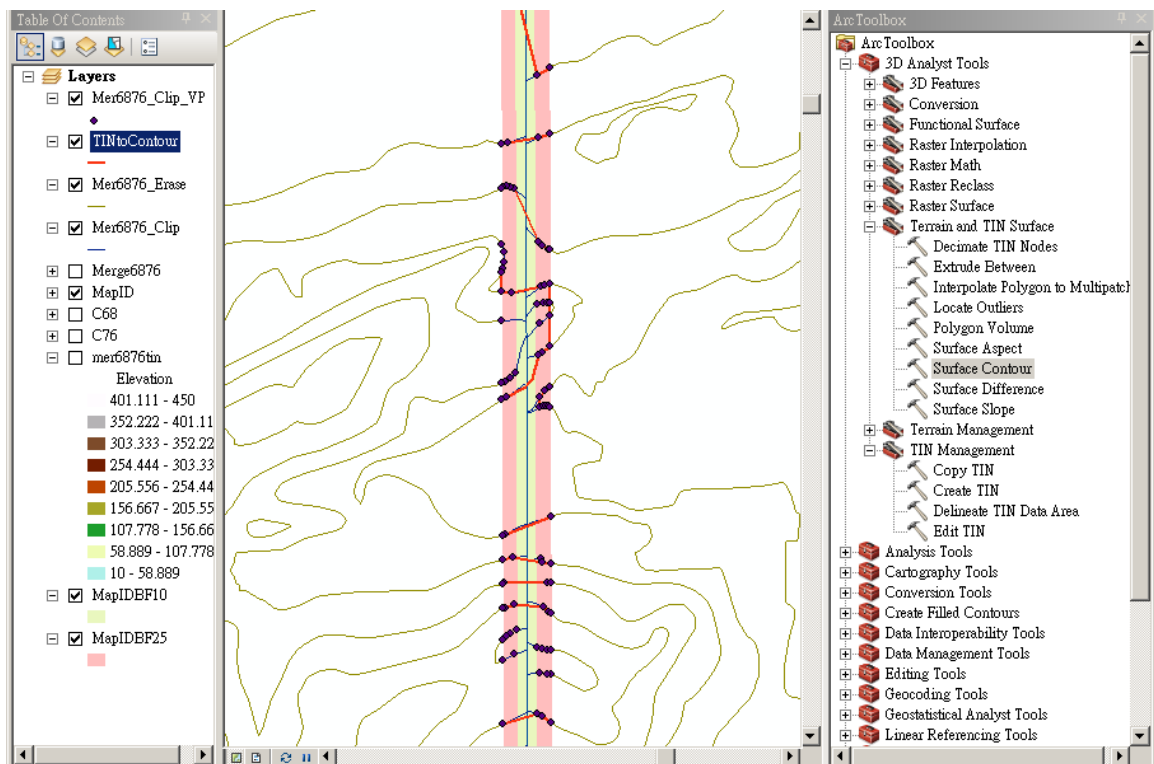 Table Of Contents
Layers
Mer6876_Clip_VP
TINtoContour
Mer6876_Erase
Mer6876_Clip
Merge6876
MapID
C68
C76
mer6876tin
Elevation
401.111 - 450
352.222 - 401.11
303.333 - 352.22
254.444 - 303.33
205.556 - 254.44
156.667 - 205.55
107.778 - 156.66
58.889 - 107.778
10 - 58.889
MapIDBF10
MapIDBF25
ArcToolbox
ArcToolbox
3D Analyst Tools
3D Features
Conversion
Functional Surface
Raster Interpolation
Raster Math
Raster Reclass
Raster Surface
Terrain and TIN Surface
Decimate TIN Nodes
Extrude Between
Interpolate Polygon to Multipatch
Locate Outliers
Polygon Volume
Surface Aspect
Surface Contour
Surface Difference
Surface Slope
Terrain Management
TIN Management
Copy TIN
Create TIN
Delineate TIN Data Area
Edit TIN
Analysis Tools
Cartography Tools
Conversion Tools
Create Filled Contours
Data Interoperability Tools
Data Management Tools
Editing Tools
Geocoding Tools
Geostatistical Analyst Tools
Linear Referencing Tools